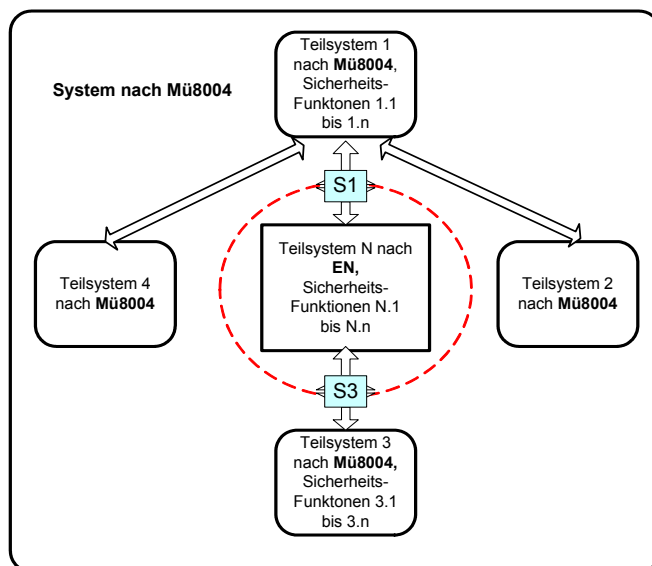 Teilsystem 1
nach Mü8004,
Sicherheits-
Funktonen 1.1
bis 1.n
System nach Mü8004
S1
Teilsystem 4
nach Mü8004
Teilsystem N nach
EN,
Sicherheits-
Funktionen N.1
bis N.n
Teilsystem 2
nach Mü8004
S3
Teilsystem 3
nach Mü8004,
Sicherheits-
Funktionen 3.1
bis 3.n